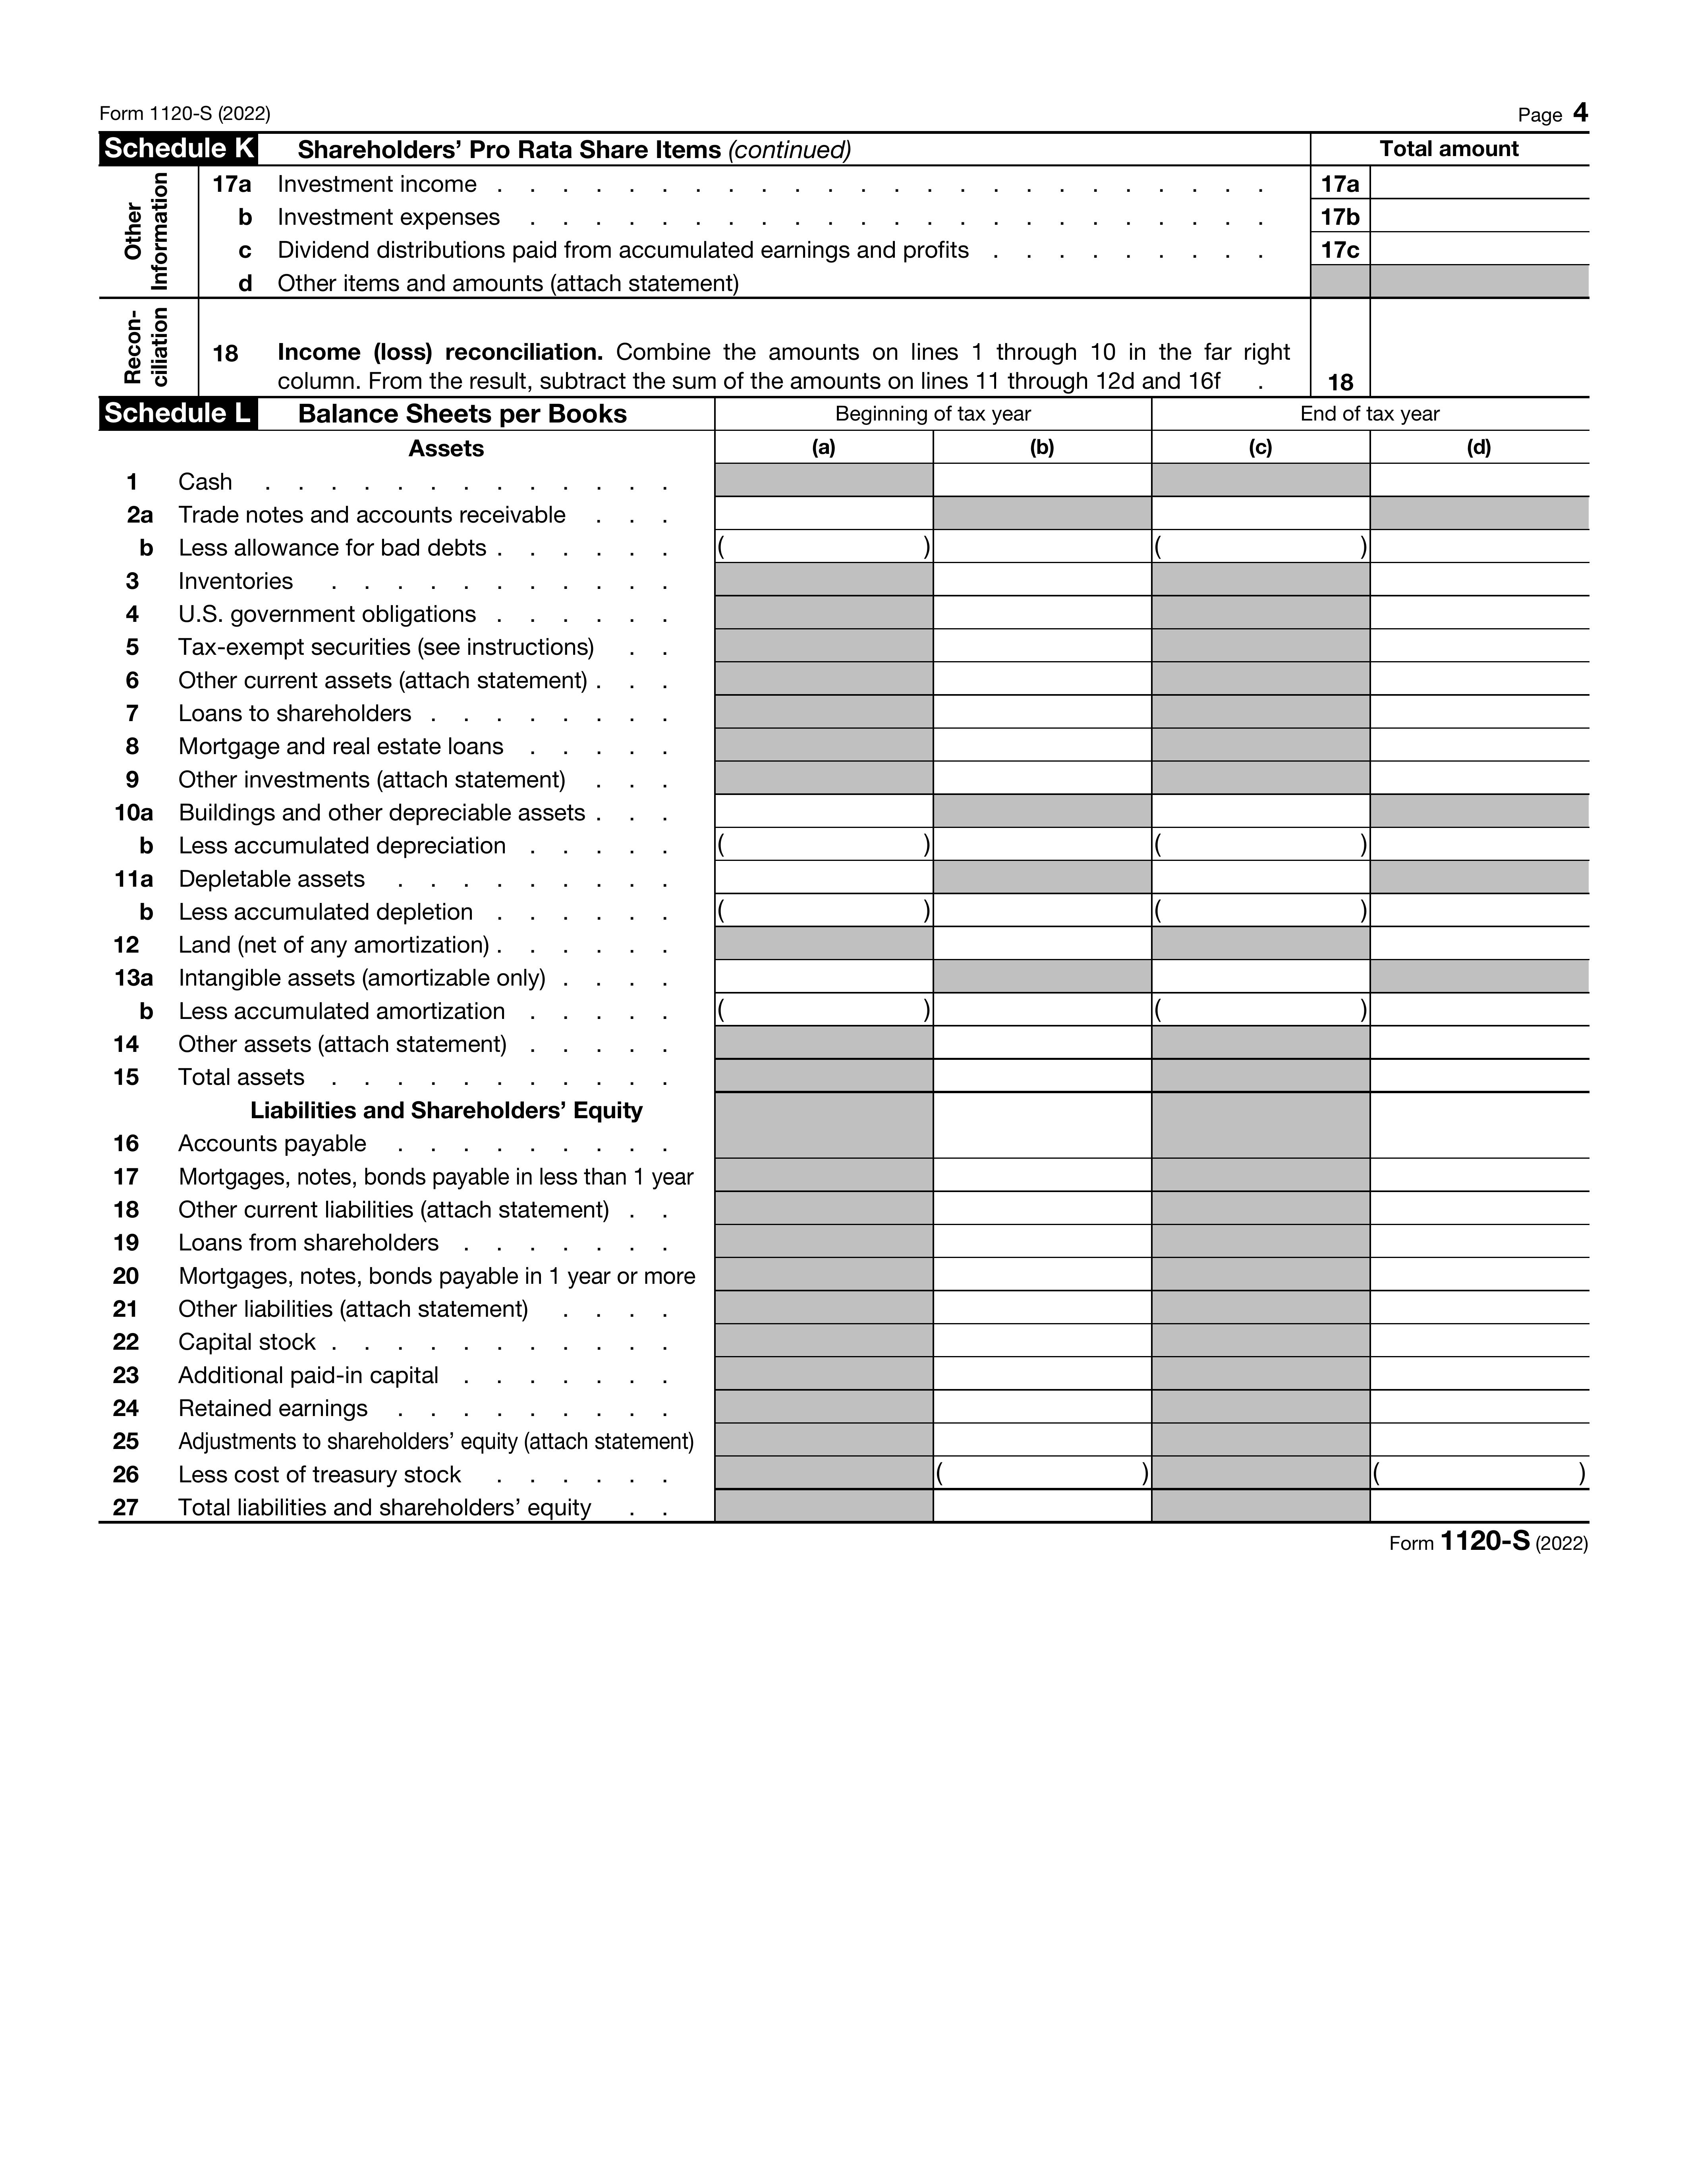 Form 1120-S (2022) Page 4
Schedule K Shareholders’ Pro Rata Share Items (continued) Total amount
Other Information
17a Investment income . . . . . . . . . . . . . . . . . . . . . . . . 17a
b Investment expenses . . . . . . . . . . . . . . . . . . . . . . . 17b
c Dividend distributions paid from accumulated earnings and profits . . . . . . . . . 17c
d Other items and amounts (attach statement)
Recon-
ciliation
18 Income (loss) reconciliation. Combine the amounts on lines 1 through 10 in the far right
column. From the result, subtract the sum of the amounts on lines 11 through 12d and 16f . 18
Schedule L Balance Sheets per Books Beginning of tax year End of tax year
Assets (a) (b) (c) (d)
1 Cash . . . . . . . . . . . . .
2a Trade notes and accounts receivable . . .
b Less allowance for bad debts . . . . . . ( ) ( )
3 Inventories . . . . . . . . . . .
4 U.S. government obligations . . . . . .
5 Tax-exempt securities (see instructions) . .
6 Other current assets (attach statement) . . .
7 Loans to shareholders . . . . . . . .
8 Mortgage and real estate loans . . . . .
9 Other investments (attach statement) . . .
10a Buildings and other depreciable assets . . .
b Less accumulated depreciation . . . . . ( ) ( )
11a Depletable assets . . . . . . . . .
b Less accumulated depletion . . . . . . ( ) ( )
12 Land (net of any amortization) . . . . . .
13a Intangible assets (amortizable only) . . . .
b Less accumulated amortization . . . . . ( ) ( )
14 Other assets (attach statement) . . . . .
15 Total assets . . . . . . . . . . .
Liabilities and Shareholders’ Equity
16 Accounts payable . . . . . . . . .
17 Mortgages, notes, bonds payable in less than 1 year
18 Other current liabilities (attach statement) . .
19 Loans from shareholders . . . . . . .
20 Mortgages, notes, bonds payable in 1 year or more
21 Other liabilities (attach statement) . . . .
22 Capital stock . . . . . . . . . . .
23 Additional paid-in capital . . . . . . .
24 Retained earnings . . . . . . . . .
25 Adjustments to shareholders’ equity (attach statement)
26 Less cost of treasury stock . . . . . . ( ) ( )
27 Total liabilities and shareholders’ equity . .
Form 1120-S (2022)